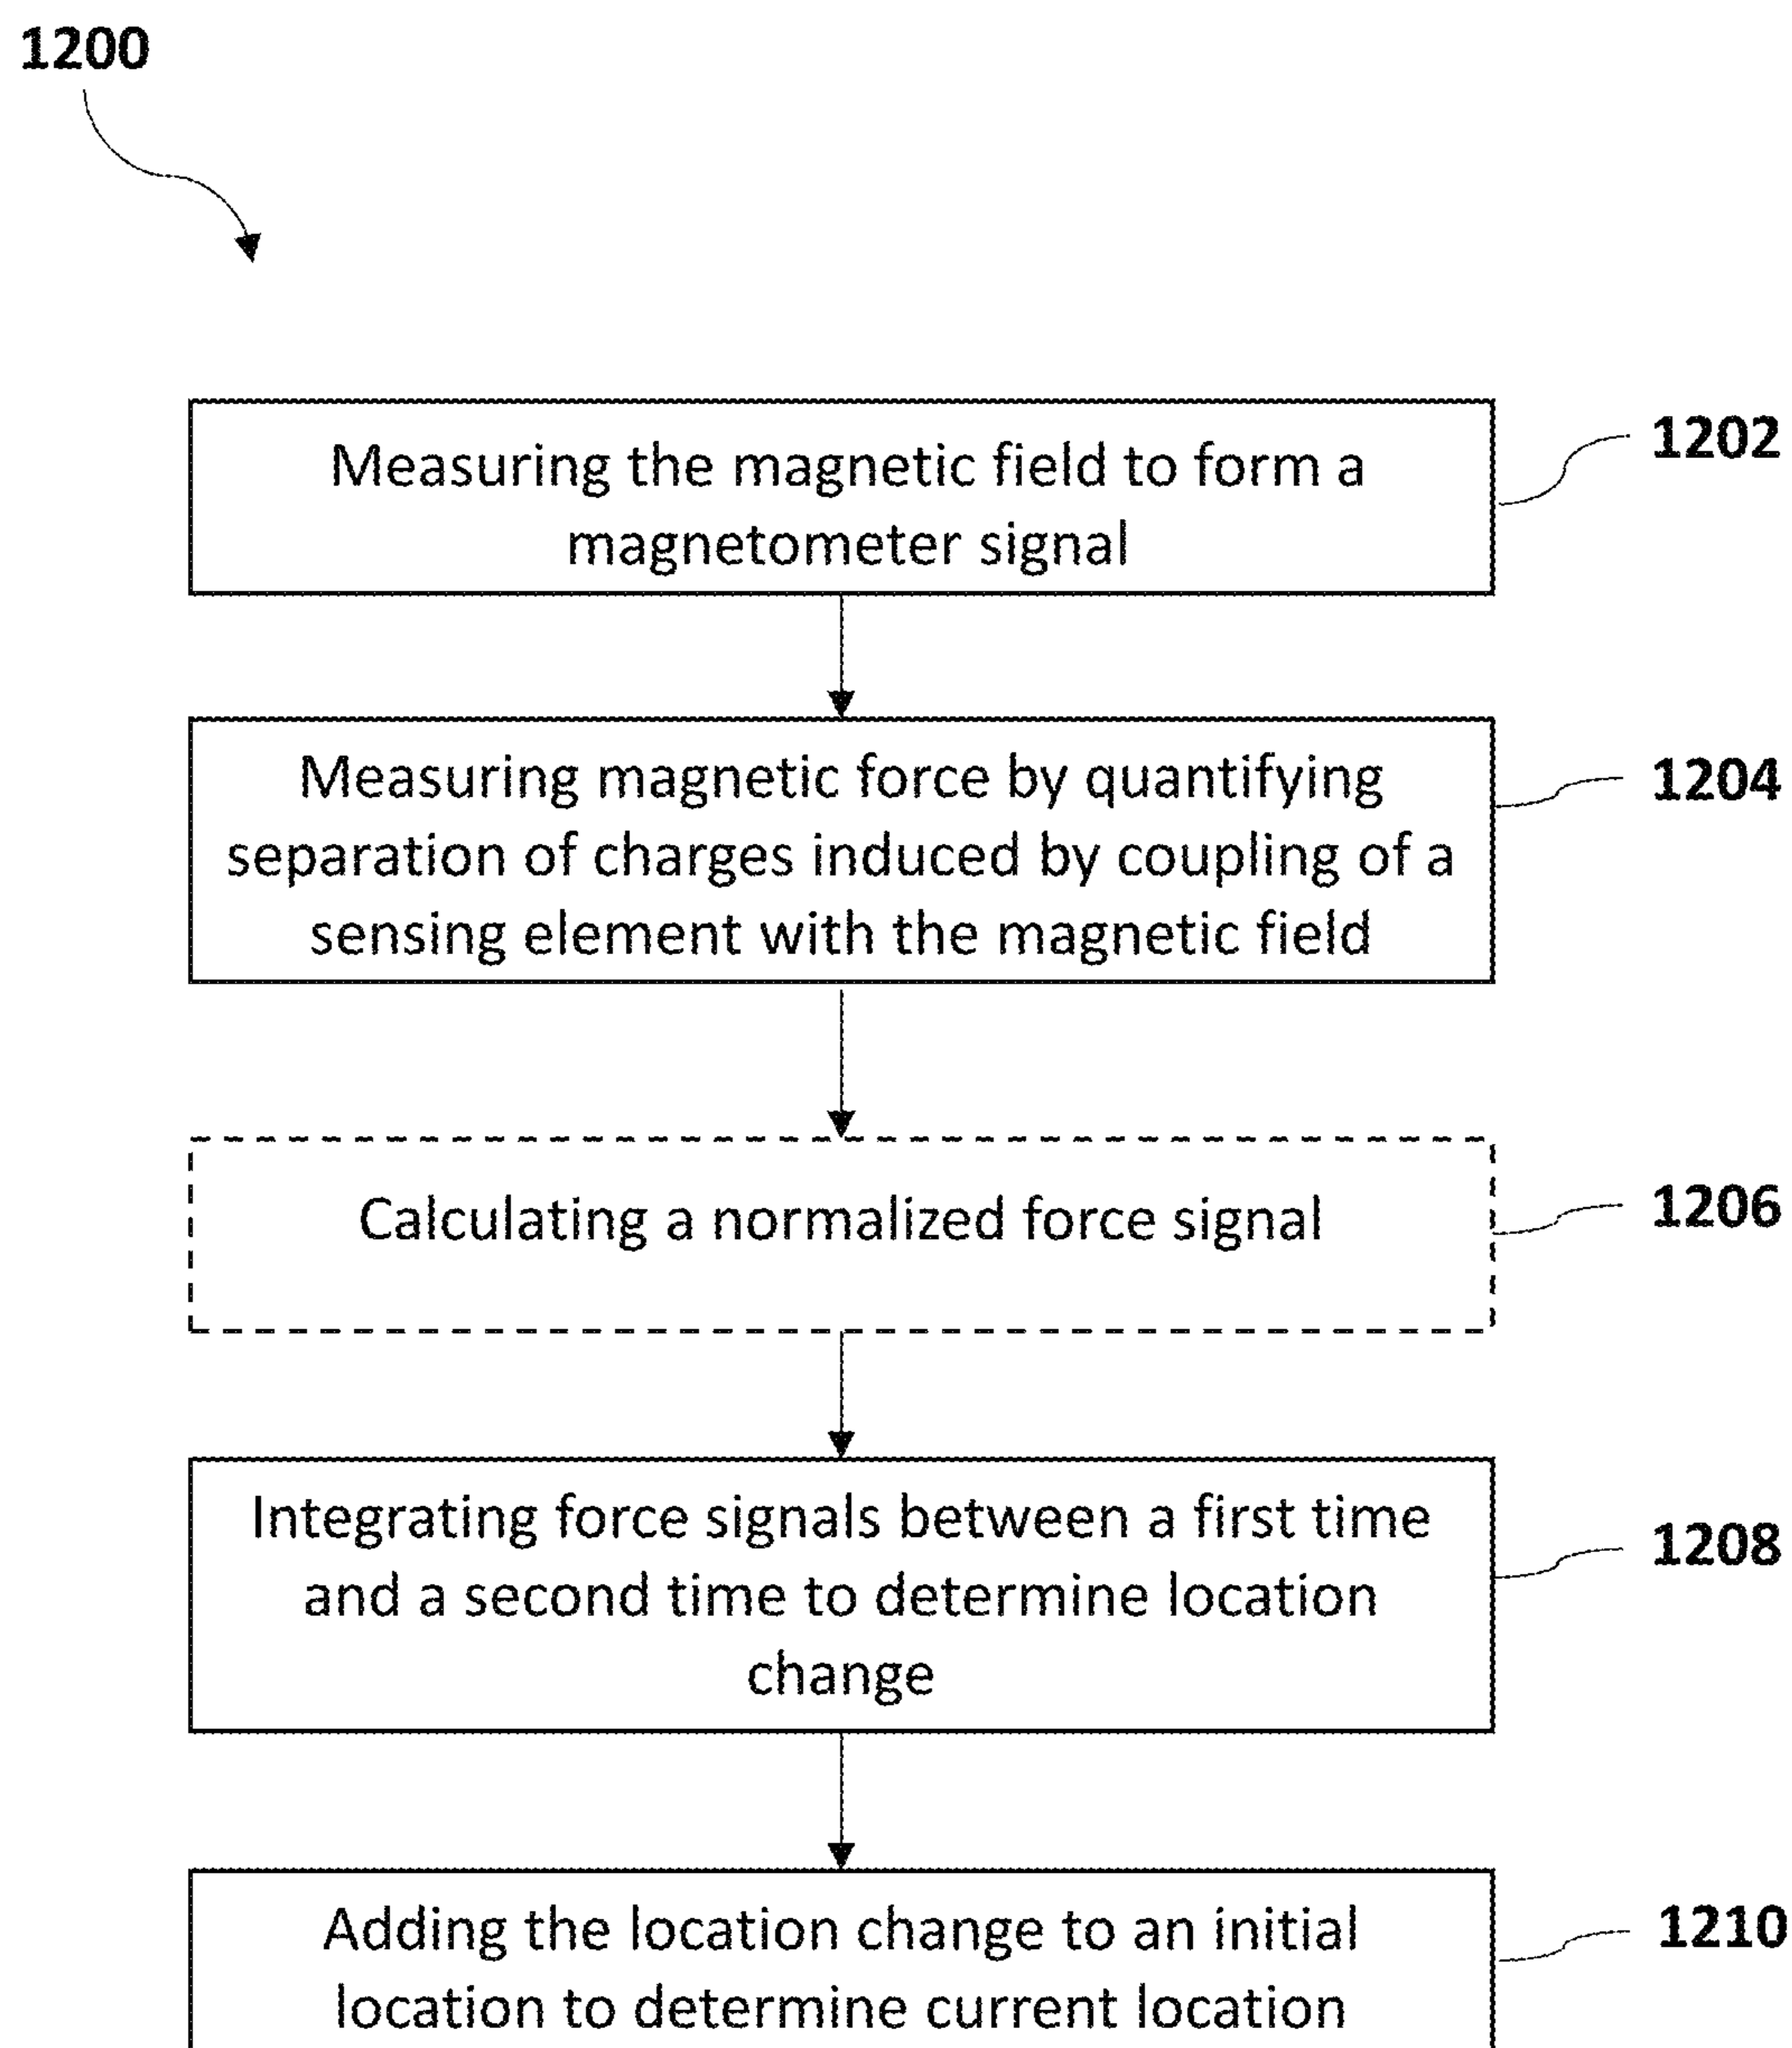 1200
Measuring the magnetic field to form a
magnetometer signal
1202
Measuring magnetic force by quantifying
separation of charges induced by coupling of a
sensing element with the magnetic field
1204
Calculating a normalized force signal
1206
Integrating force signals between a first time
and a second time to determine location
change
1208
Adding the location change to an initial
location to determine current location
1210